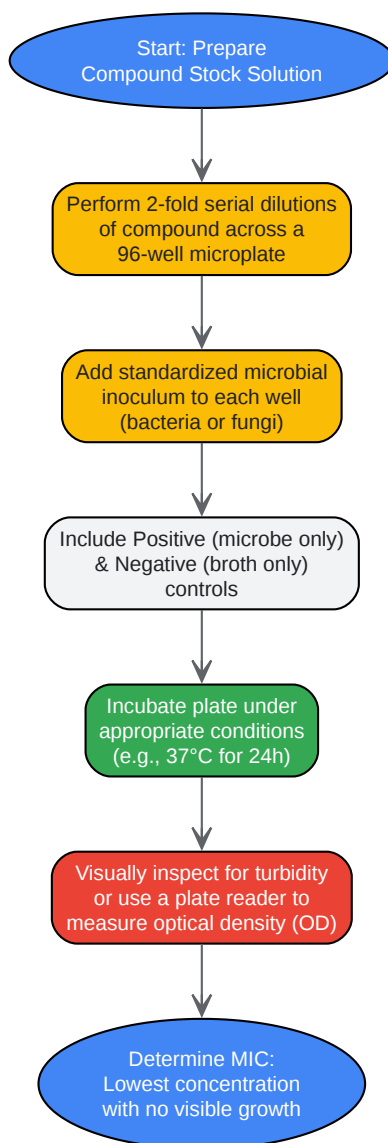 Start: Prepare
Compound Stock Solution
Perform 2-fold serial dilutions
of compound across a
96-well microplate
Add standardized microbial
inoculum to each well
(bacteria or fungi)
Include Positive (microbe only)
& Negative (broth only)
controls
Incubate plate under
appropriate conditions
(e.g., 37°C for 24h)
Visually inspect for turbidity
or use a plate reader to
measure optical density (OD)
Determine MIC:
Lowest concentration
with no visible growth